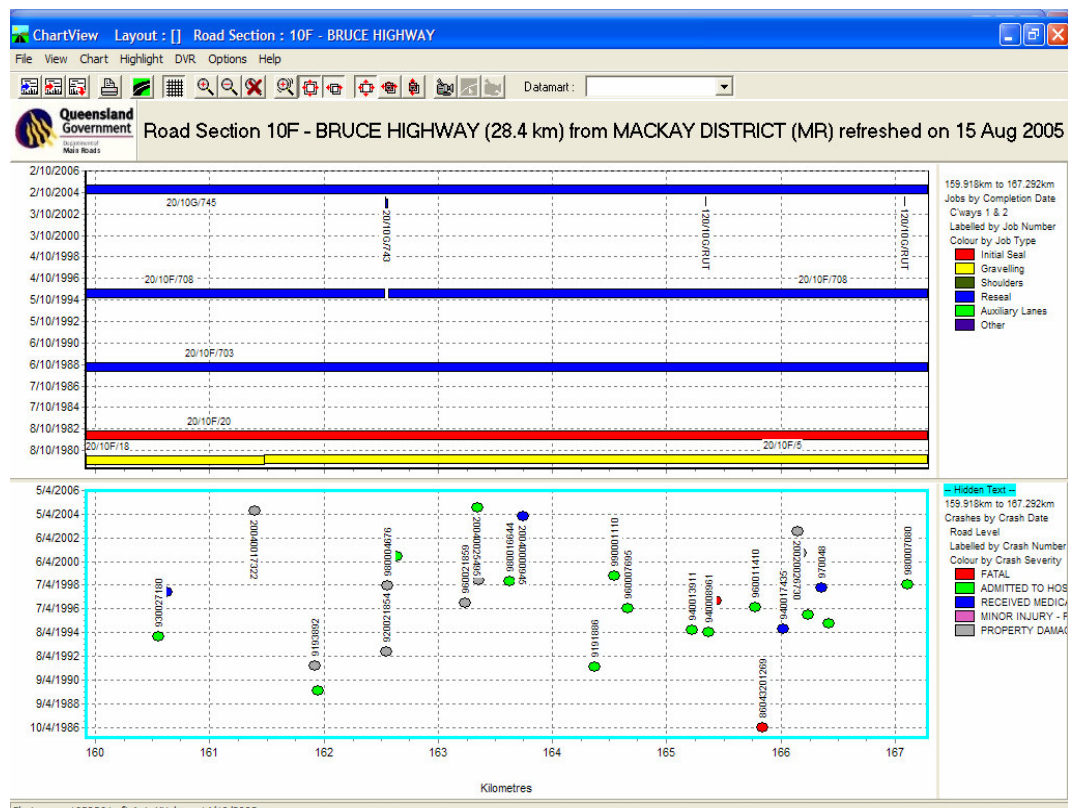 ChartView Layout : [] Road Section : 10F - BRUCE HIGHWAY
File View Chart Highlight DVR Options Help
Datamart :
Queensland
Government
Department of
Main Roads
Road Section 10F - BRUCE HIGHWAY (28.4 km) from MACKAY DISTRICT (MR) refreshed on 15 Aug 2005
2/10/2006
2/10/2004
3/10/2002
3/10/2000
4/10/1998
4/10/1996
5/10/1994
5/10/1992
6/10/1990
6/10/1988
7/10/1986
7/10/1984
8/10/1982
8/10/1980
20/10G/745
20/10G/743
120/10G/RUT
120/10G/RUT
20/10F/708
20/10F/708
20/10F/703
20/10F/20
20/10F/18
20/10F/5
159.918km to 167.292km
Jobs by Completion Date
C'ways 1 & 2
Labelled by Job Number
Colour by Job Type
Initial Seal
Gravelling
Shoulders
Reseal
Auxiliary Lanes
Other
5/4/2006
5/4/2004
6/4/2002
6/4/2000
7/4/1998
7/4/1996
8/4/1994
8/4/1992
9/4/1990
9/4/1988
10/4/1986
930027180
200400107322
9193892
980004676
920021854
960021859
980016944
9191886
990001110
960007695
940013911
940008961
960011410
86043201269
940017435
970048
980007080
160
161
162
163
164
165
166
167
Kilometres
-- Hidden Text --
159.918km to 167.292km
Crashes by Crash Date
Road Level
Labelled by Crash Number
Colour by Crash Severity
FATAL
ADMITTED TO HOS
RECEIVED MEDICA
MINOR INJURY - F
PROPERTY DAMAG